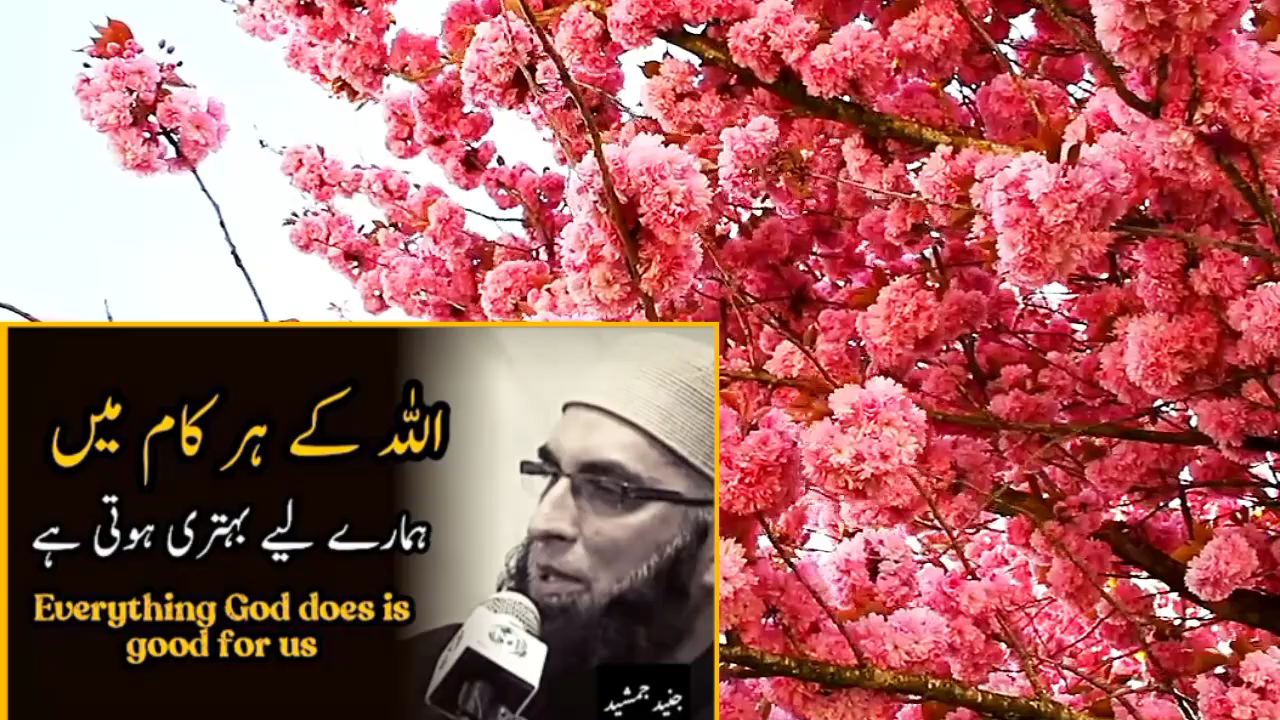 اللہ کے ہر کام میں
ہمارے لیے بہتری ہوتی ہے
Everything God does is
good for us
جنید جمشید